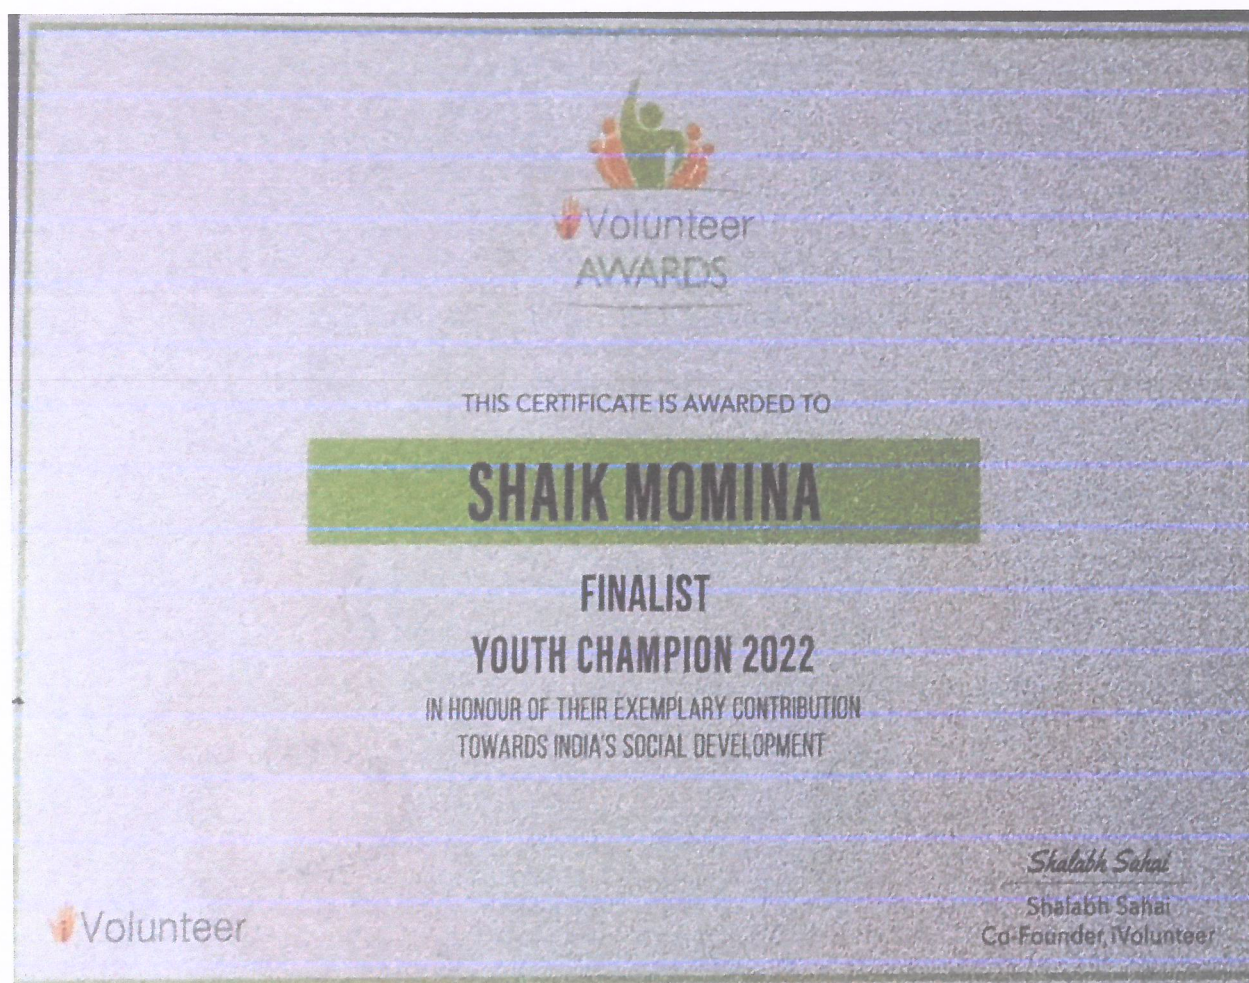 iVolunteer
AWARDS
THIS CERTIFICATE IS AWARDED TO
SHAIK MOMINA
FINALIST
YOUTH CHAMPION 2022
IN HONOUR OF THEIR EXEMPLARY CONTRIBUTION
TOWARDS INDIA'S SOCIAL DEVELOPMENT
Shalabh Sahai
Shalabh Sahai
Co-Founder, iVolunteer
iVolunteer